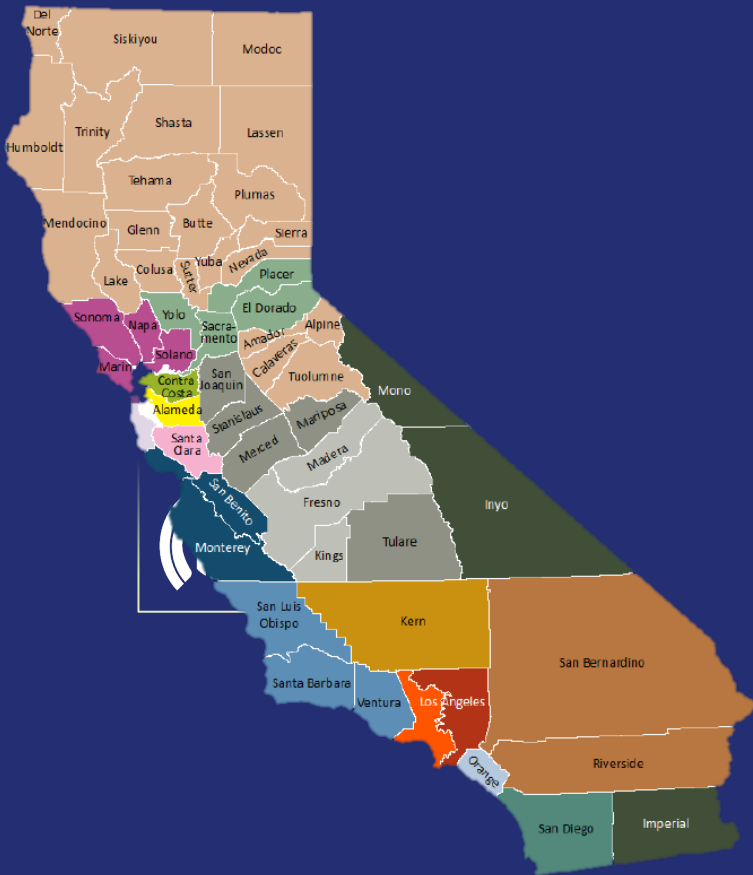 Del
Norte
Siskiyou
Modoc
Humboldt
Trinity
Shasta
Lassen
Tehama
Plumas
Mendocino
Glenn
Butte
Sierra
Lake
Colusa
Sutter
Yuba
Nevada
Placer
El Dorado
Sonoma
Napa
Yolo
Sacra-
mento
Amador
Alpine
Solano
Marin
Calaveras
Contra
Costa
San
Joaquin
Tuolumne
Mono
Alameda
Stanislaus
Mariposa
Santa
Clara
Merced
Madera
San Benito
Fresno
Inyo
Monterey
Kings
Tulare
San Luis
Obispo
Kern
San Bernardino
Santa Barbara
Ventura
Los Angeles
Orange
Riverside
San Diego
Imperial